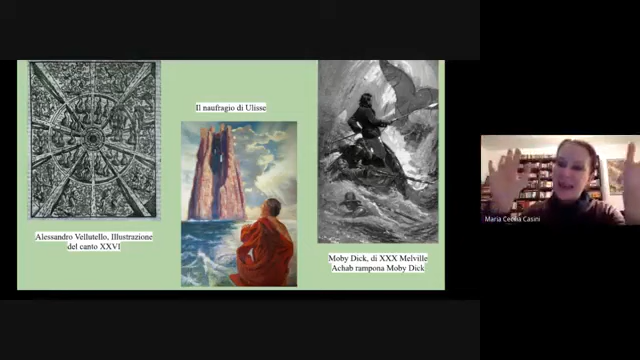 Il naufragio di Ulisse
Alessandro Vellutello, Illustrazione
del canto XXVI
Moby Dick, di XXX Melville
Achab rampona Moby Dick
Maria Cecilia Casini